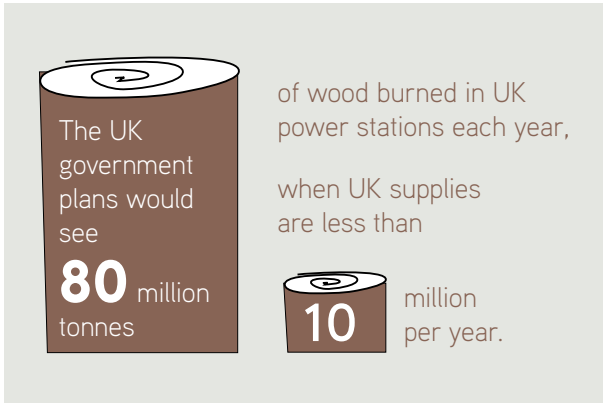 The UK
government
plans would
see
80 million
tonnes
of wood burned in UK
power stations each year,
when UK supplies
are less than
10 million
per year.